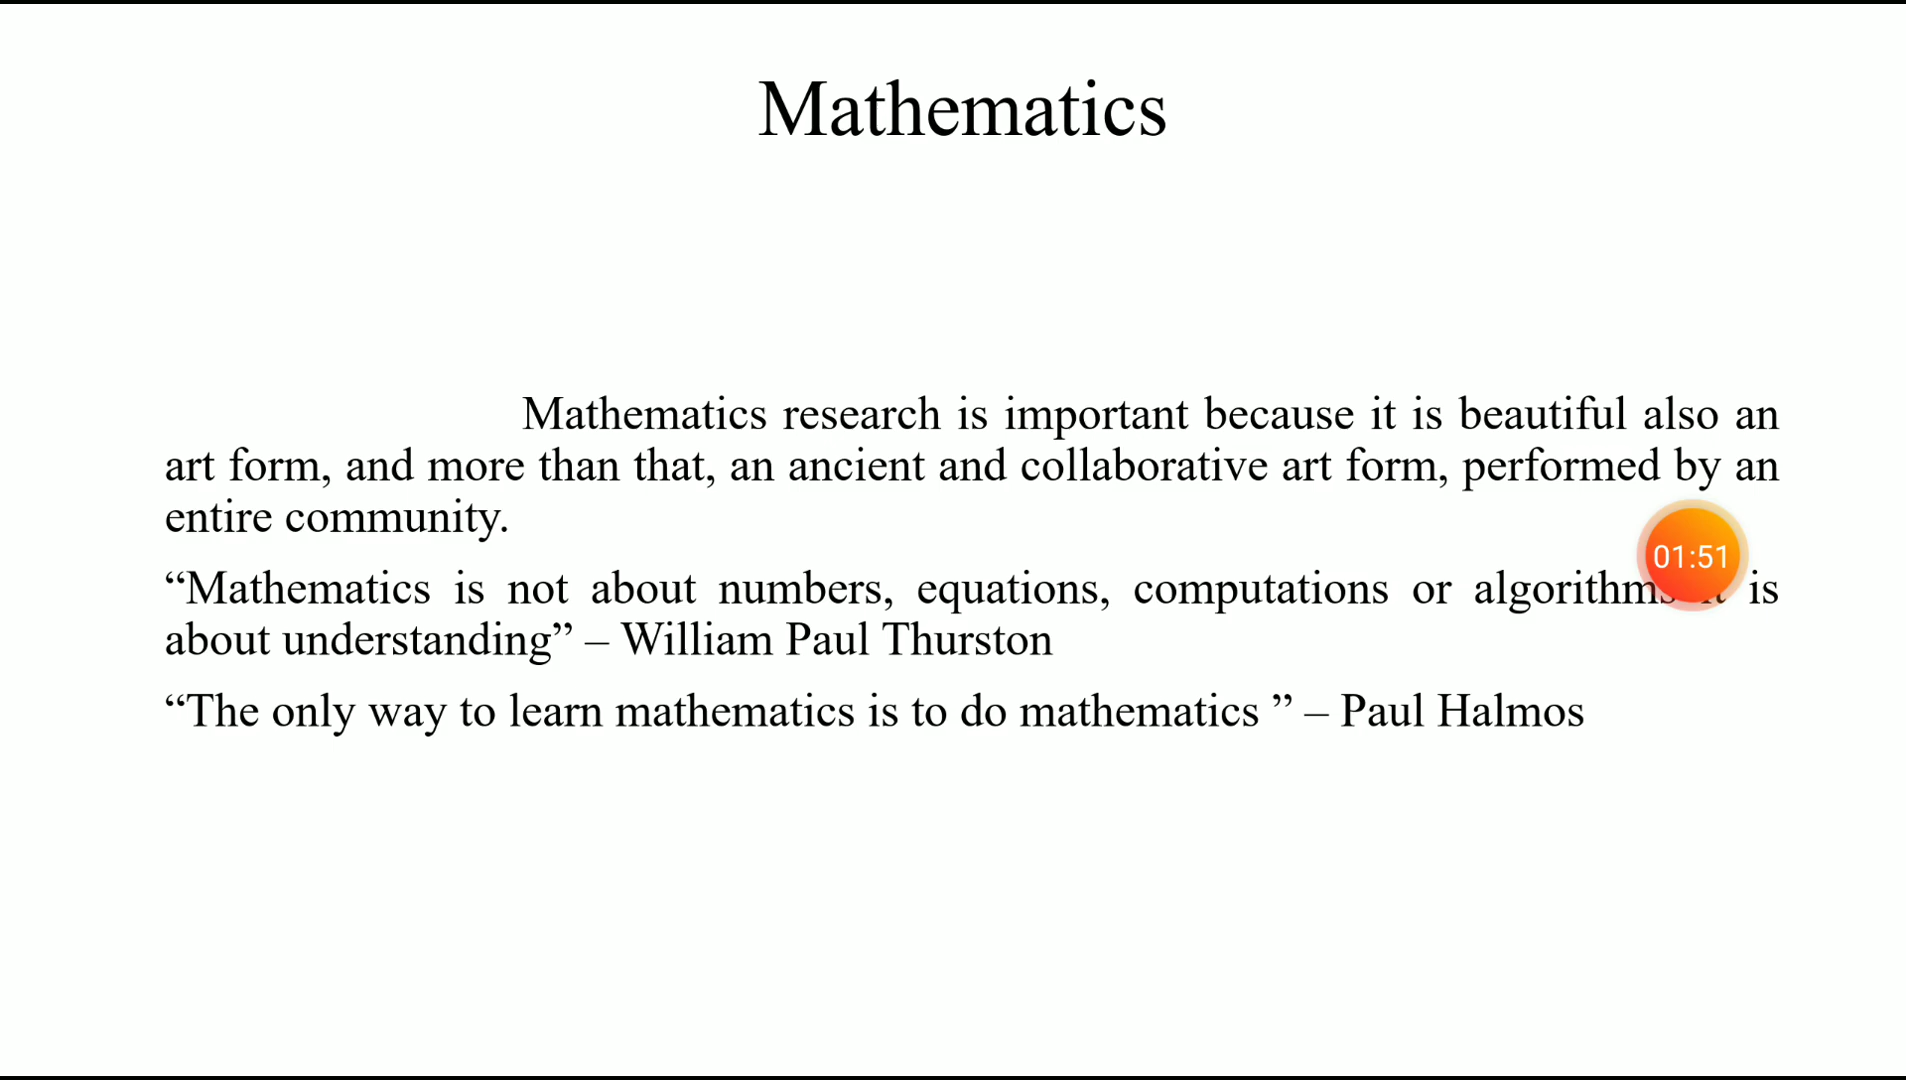 Mathematics
Mathematics research is important because it is beautiful also an
art form, and more than that, an ancient and collaborative art form, performed by an
entire community.
01:51
“Mathematics is not about numbers, equations, computations or algorithms it is
about understanding” – William Paul Thurston
“The only way to learn mathematics is to do mathematics ” – Paul Halmos